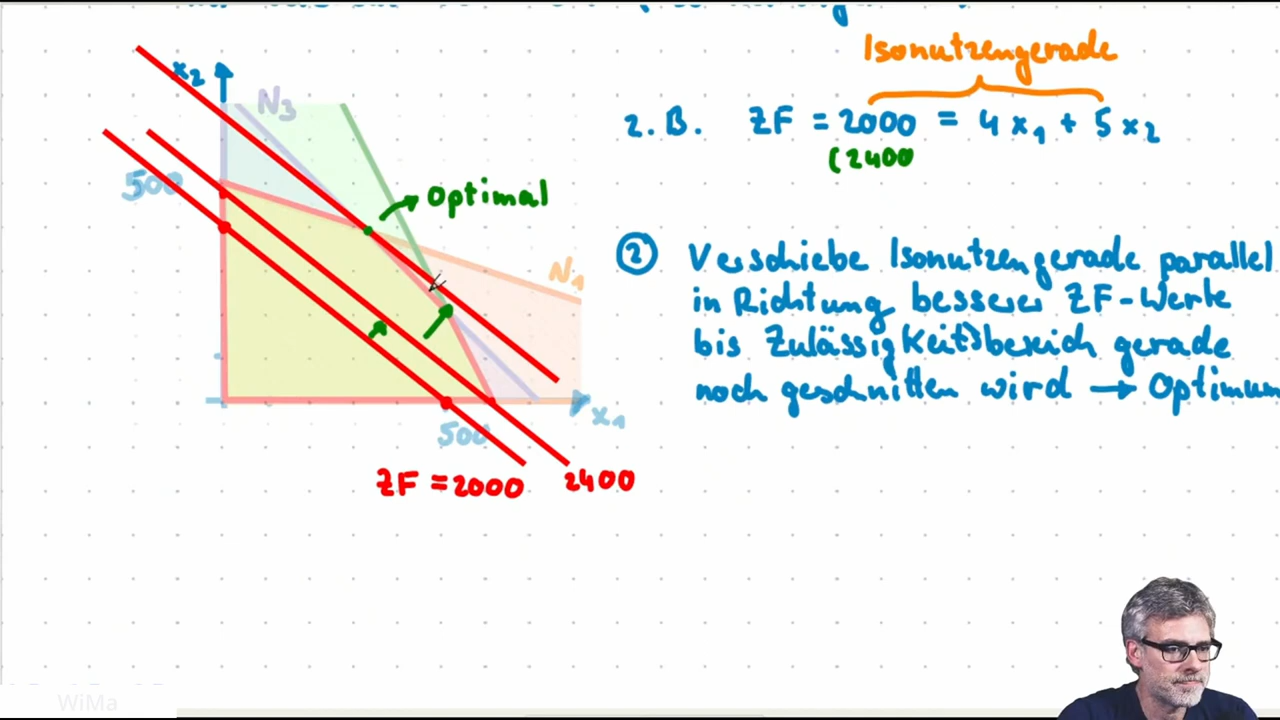 Isonutzengerade
z.B. ZF = 2000 = 4 x₁ + 5 x₂
(2400
x₂
N₃
500
Optimal
N₁
② Verschiebe Isonutzengerade parallel
in Richtung besserer ZF-Werte
bis Zulässigkeitsbereich gerade
noch geschnitten wird → Optimum
x₁
500
ZF = 2000
2400
WiMa